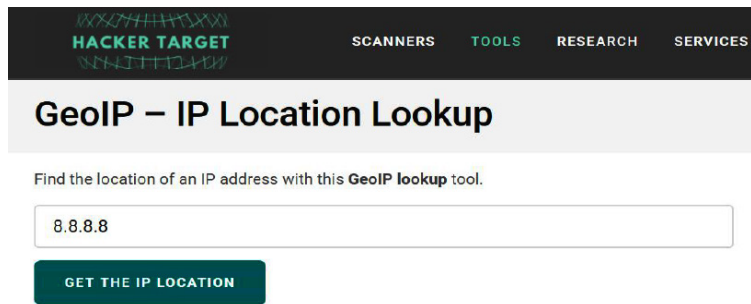 HACKER TARGET
SCANNERS TOOLS RESEARCH SERVICES
GeoIP – IP Location Lookup
Find the location of an IP address with this GeoIP lookup tool.
8.8.8.8
GET THE IP LOCATION